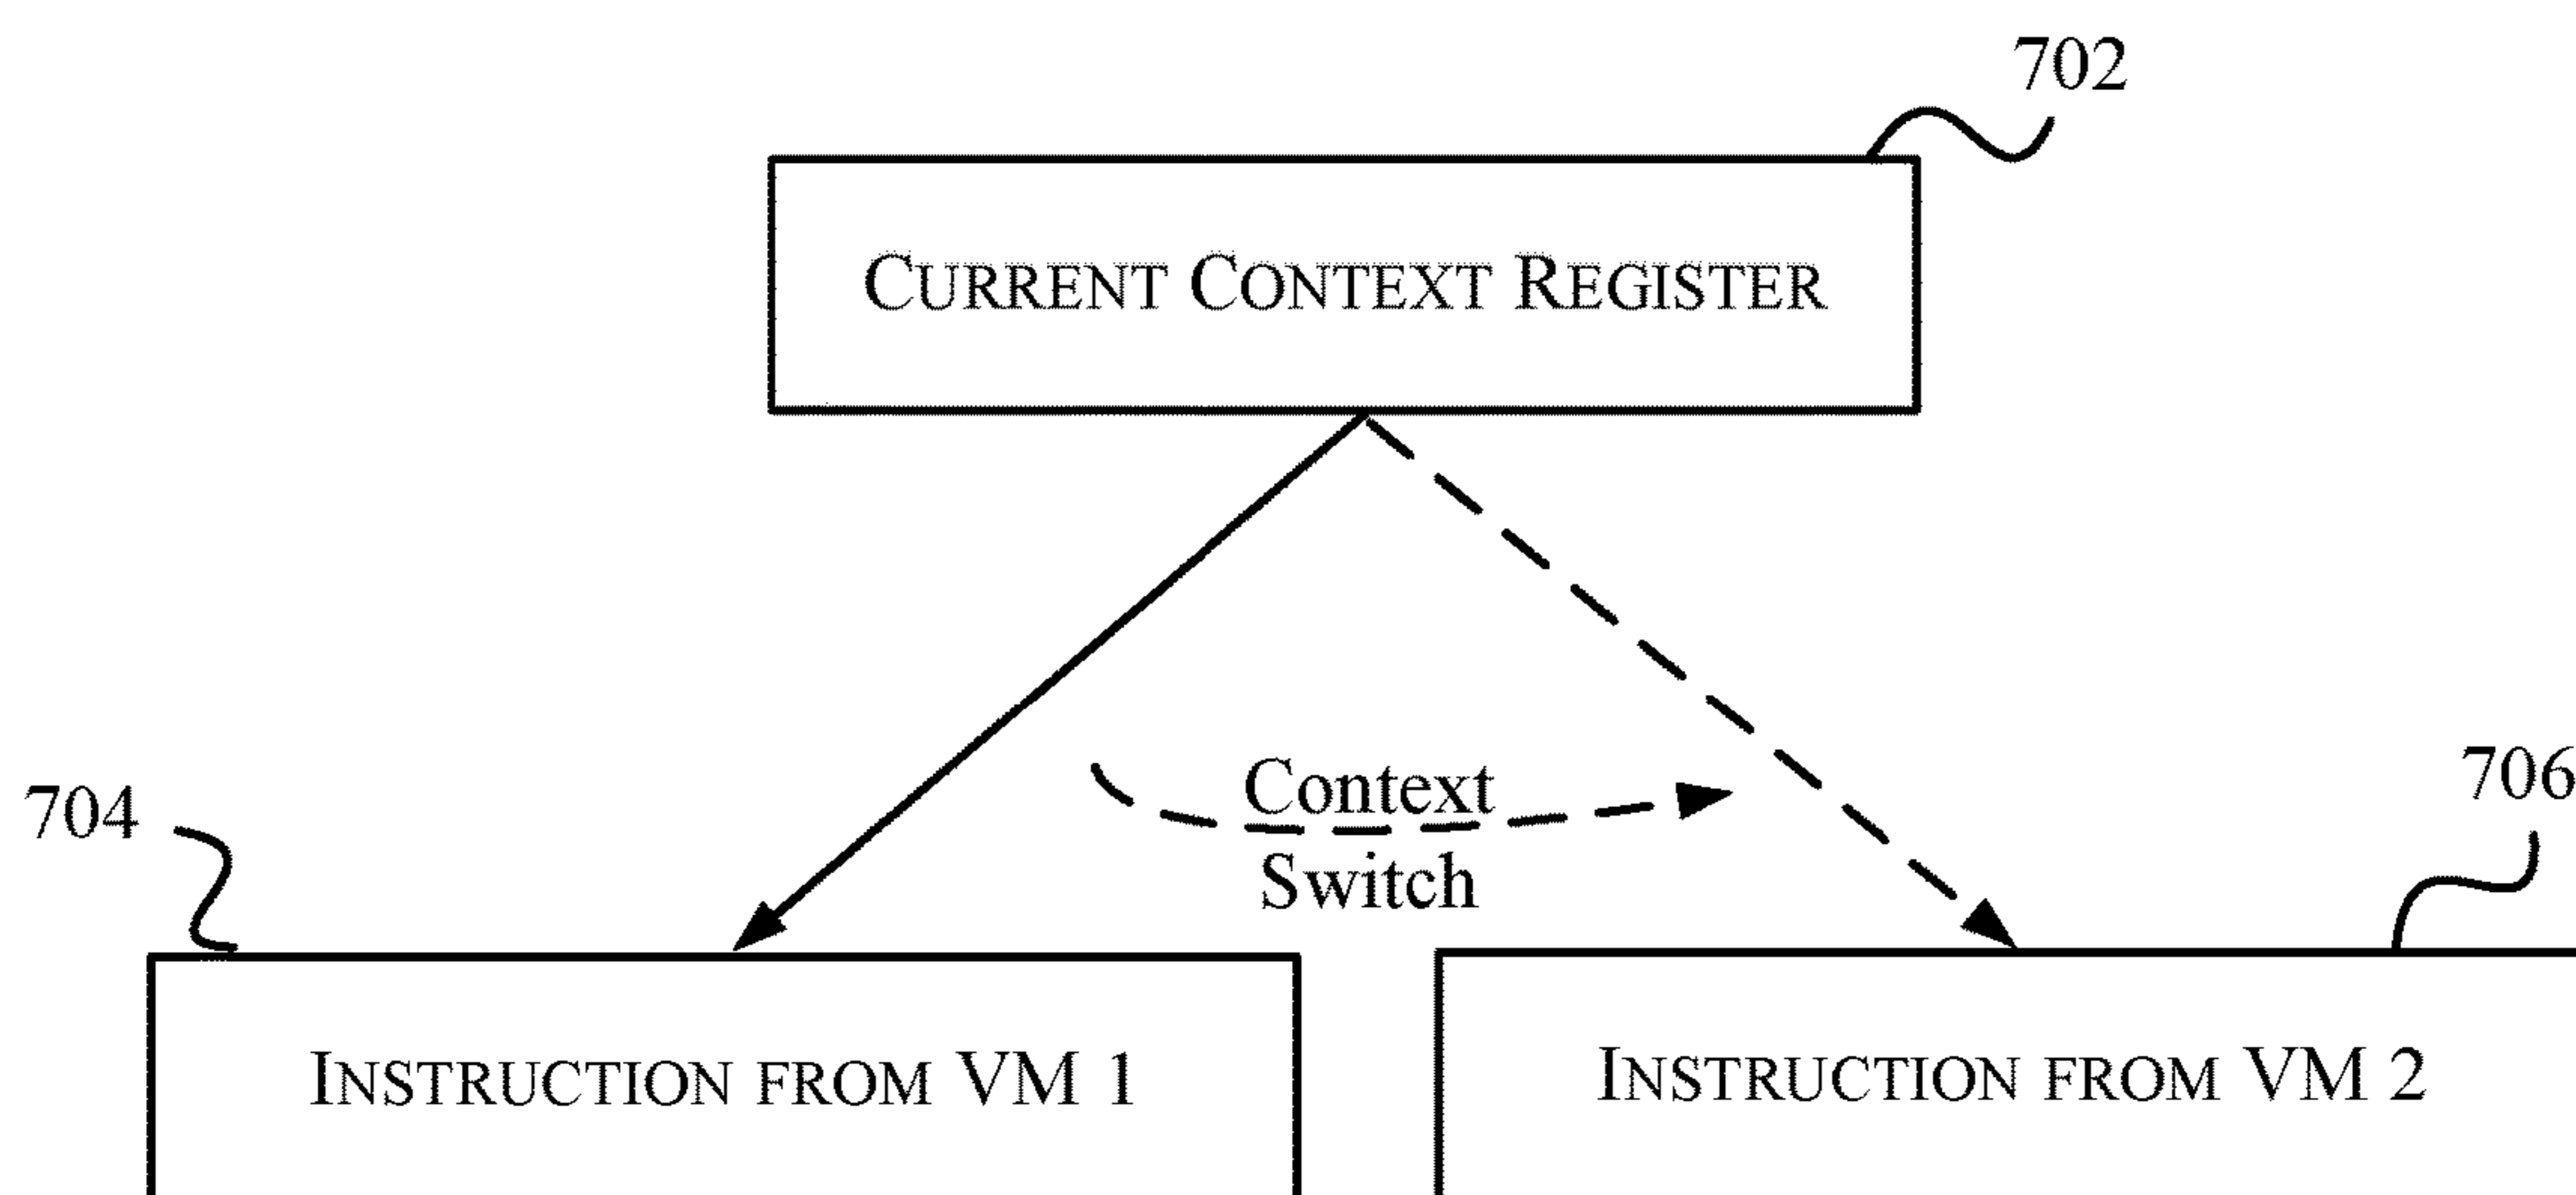 702
CURRENT CONTEXT REGISTER
706
704
Context
Switch
INSTRUCTION FROM VM 1
INSTRUCTION FROM VM 2